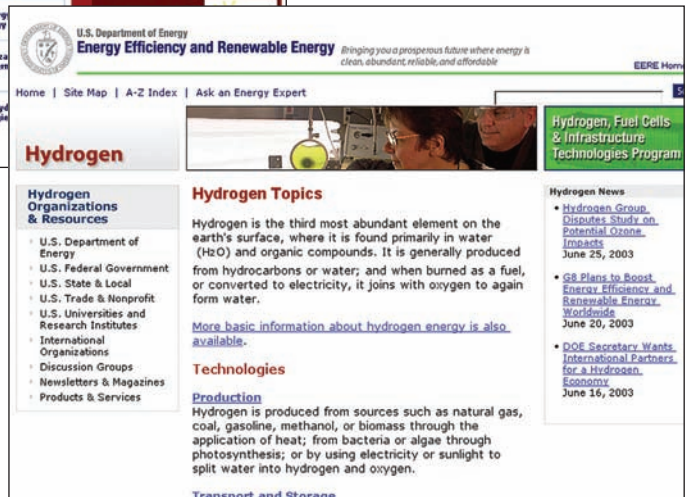 U.S. Department of Energy
Energy Efficiency and Renewable Energy
Bringing you a prosperous future where energy is
clean, abundant, reliable, and affordable
EERE Home
Home | Site Map | A-Z Index | Ask an Energy Expert
Hydrogen
Hydrogen, Fuel Cells
& Infrastructure
Technologies Program
Hydrogen
Organizations
& Resources
U.S. Department of
Energy
U.S. Federal Government
U.S. State & Local
U.S. Trade & Nonprofit
U.S. Universities and
Research Institutes
International
Organizations
Discussion Groups
Newsletters & Magazines
Products & Services
Hydrogen Topics
Hydrogen is the third most abundant element on the
earth's surface, where it is found primarily in water
(H2O) and organic compounds. It is generally produced
from hydrocarbons or water; and when burned as a fuel,
or converted to electricity, it joins with oxygen to again
form water.
More basic information about hydrogen energy is also
available.
Technologies
Production
Hydrogen is produced from sources such as natural gas,
coal, gasoline, methanol, or biomass through the
application of heat; from bacteria or algae through
photosynthesis; or by using electricity or sunlight to
split water into hydrogen and oxygen.
Transport and Storage
Hydrogen News
• Hydrogen Group
Disputes Study on
Potential Ozone
Impacts
June 25, 2003
• G8 Plans to Boost
Energy Efficiency and
Renewable Energy
Worldwide
June 20, 2003
• DOE Secretary Wants
International Partners
for a Hydrogen
Economy
June 16, 2003